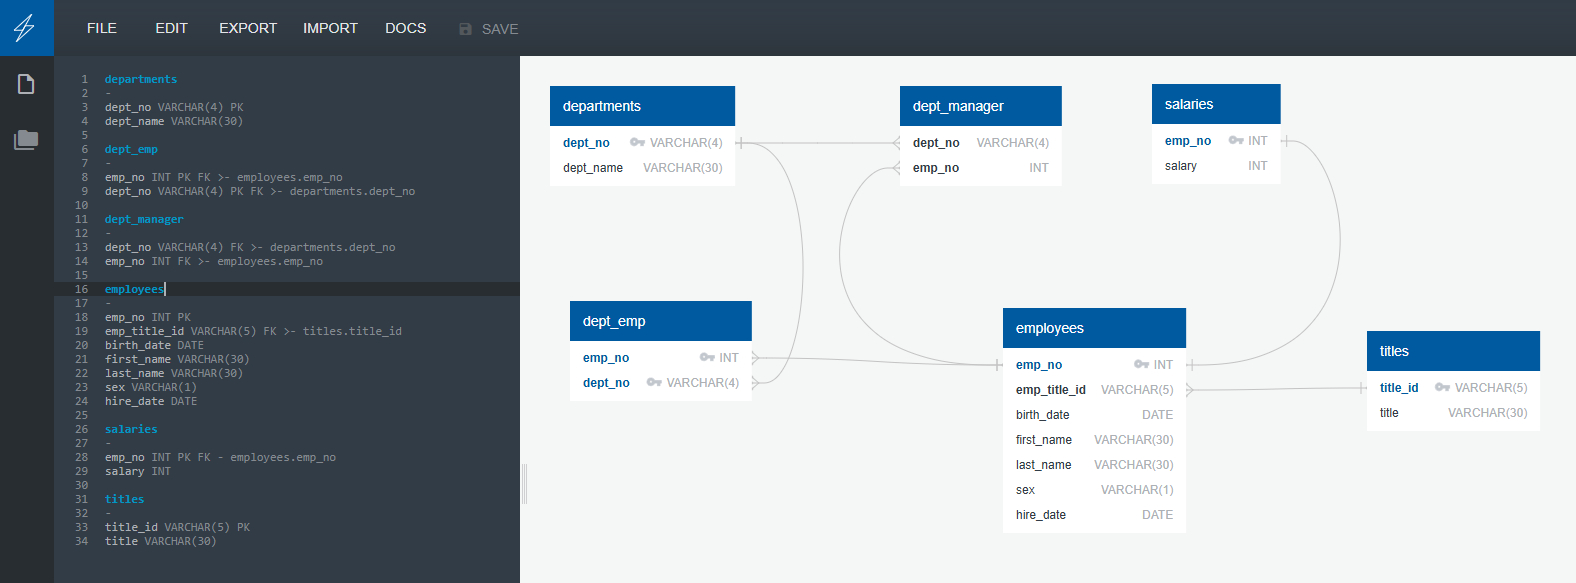 FILE EDIT EXPORT IMPORT DOCS SAVE
1 departments
2 -
3 dept_no VARCHAR(4) PK
4 dept_name VARCHAR(30)
5
6 dept_emp
7 -
8 emp_no INT PK FK >- employees.emp_no
9 dept_no VARCHAR(4) PK FK >- departments.dept_no
10
11 dept_manager
12 -
13 dept_no VARCHAR(4) FK >- departments.dept_no
14 emp_no INT FK >- employees.emp_no
15
16 employees
17 -
18 emp_no INT PK
19 emp_title_id VARCHAR(5) FK >- titles.title_id
20 birth_date DATE
21 first_name VARCHAR(30)
22 last_name VARCHAR(30)
23 sex VARCHAR(1)
24 hire_date DATE
25
26 salaries
27 -
28 emp_no INT PK FK - employees.emp_no
29 salary INT
30
31 titles
32 -
33 title_id VARCHAR(5) PK
34 title VARCHAR(30)
departments
dept_no VARCHAR(4)
dept_name VARCHAR(30)
dept_manager
dept_no VARCHAR(4)
emp_no INT
salaries
emp_no INT
salary INT
dept_emp
emp_no INT
dept_no VARCHAR(4)
employees
emp_no INT
emp_title_id VARCHAR(5)
birth_date DATE
first_name VARCHAR(30)
last_name VARCHAR(30)
sex VARCHAR(1)
hire_date DATE
titles
title_id VARCHAR(5)
title VARCHAR(30)